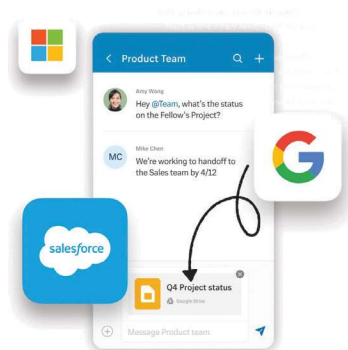 Product Team
Amy Wong
Hey @Team, what's the status
on the Fellow's Project?
MC
Mike Chen
We're working to handoff to
the Sales team by 4/12
G
salesforce
Q4 Project status
Google Drive
Message Product team